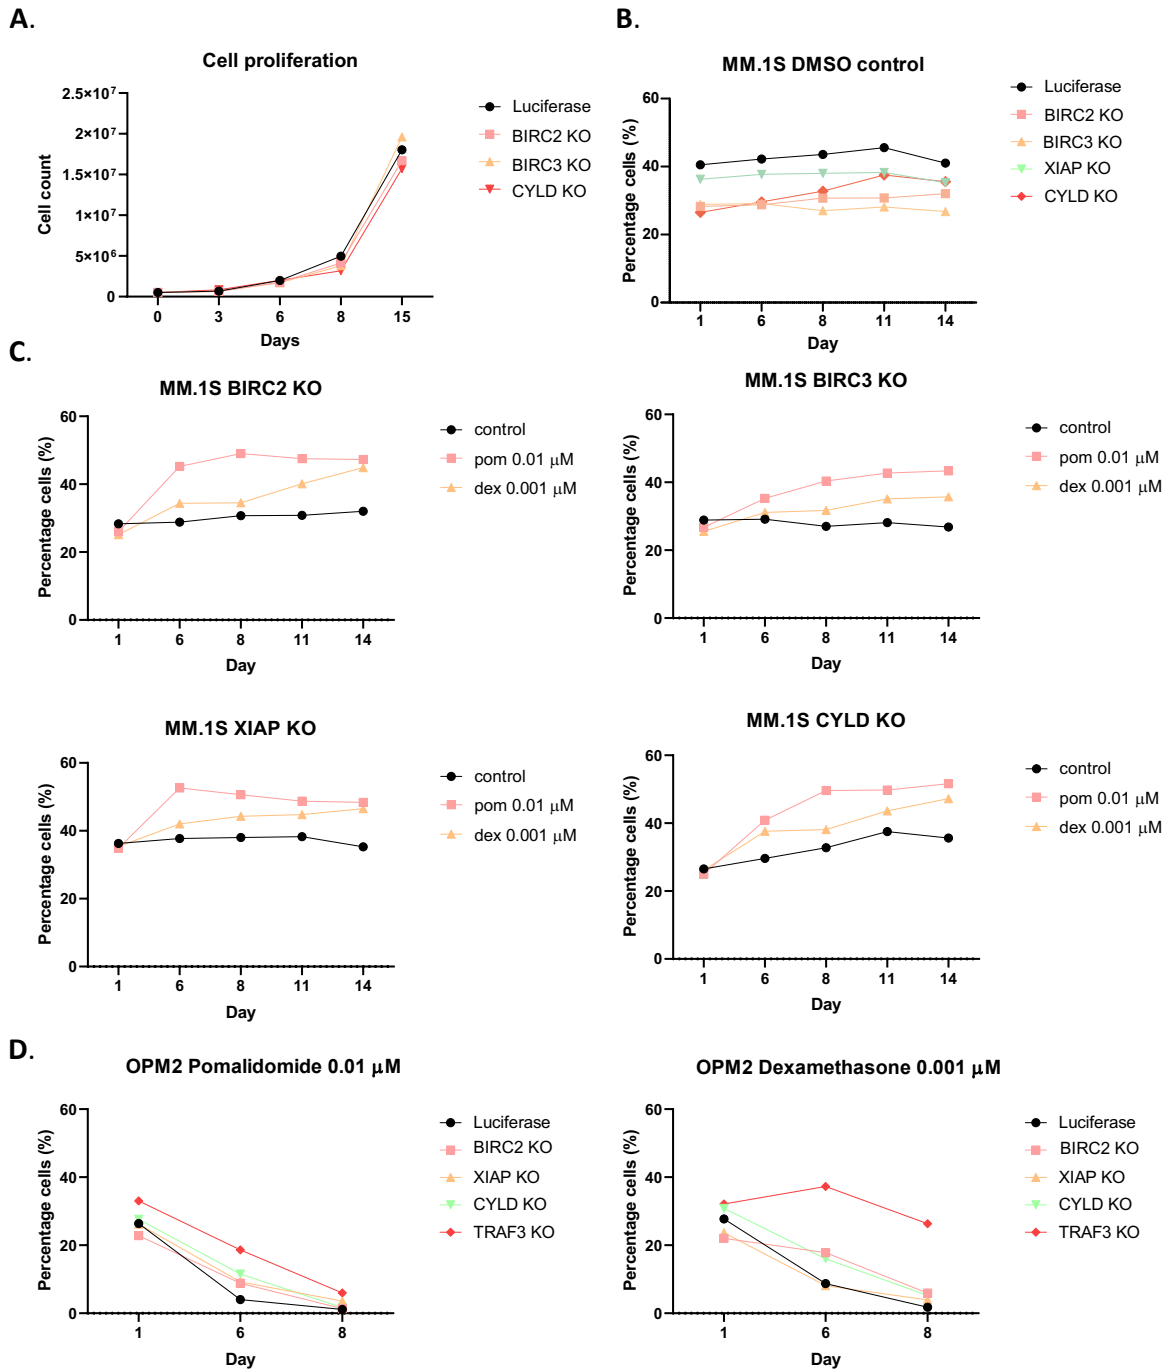 A.
Cell proliferation
2.5×10⁷
2×10⁷
1.5×10⁷
1×10⁷
5×10⁶
0
Cell count
0 3 6 8 15
Days
Luciferase
BIRC2 KO
BIRC3 KO
CYLD KO
B.
MM.1S DMSO control
60
40
20
0
Percentage cells (%)
1 6 8 11 14
Day
Luciferase
BIRC2 KO
BIRC3 KO
XIAP KO
CYLD KO
C.
MM.1S BIRC2 KO
60
40
20
0
Percentage cells (%)
1 6 8 11 14
Day
control
pom 0.01 μM
dex 0.001 μM
MM.1S BIRC3 KO
60
40
20
0
Percentage cells (%)
1 6 8 11 14
Day
control
pom 0.01 μM
dex 0.001 μM
MM.1S XIAP KO
60
40
20
0
Percentage cells (%)
1 6 8 11 14
Day
control
pom 0.01 μM
dex 0.001 μM
MM.1S CYLD KO
60
40
20
0
Percentage cells (%)
1 6 8 11 14
Day
control
pom 0.01 μM
dex 0.001 μM
D.
OPM2 Pomalidomide 0.01 μM
60
40
20
0
Percentage cells (%)
1 6 8
Day
Luciferase
BIRC2 KO
XIAP KO
CYLD KO
TRAF3 KO
OPM2 Dexamethasone 0.001 μM
60
40
20
0
Percentage cells (%)
1 6 8
Day
Luciferase
BIRC2 KO
XIAP KO
CYLD KO
TRAF3 KO